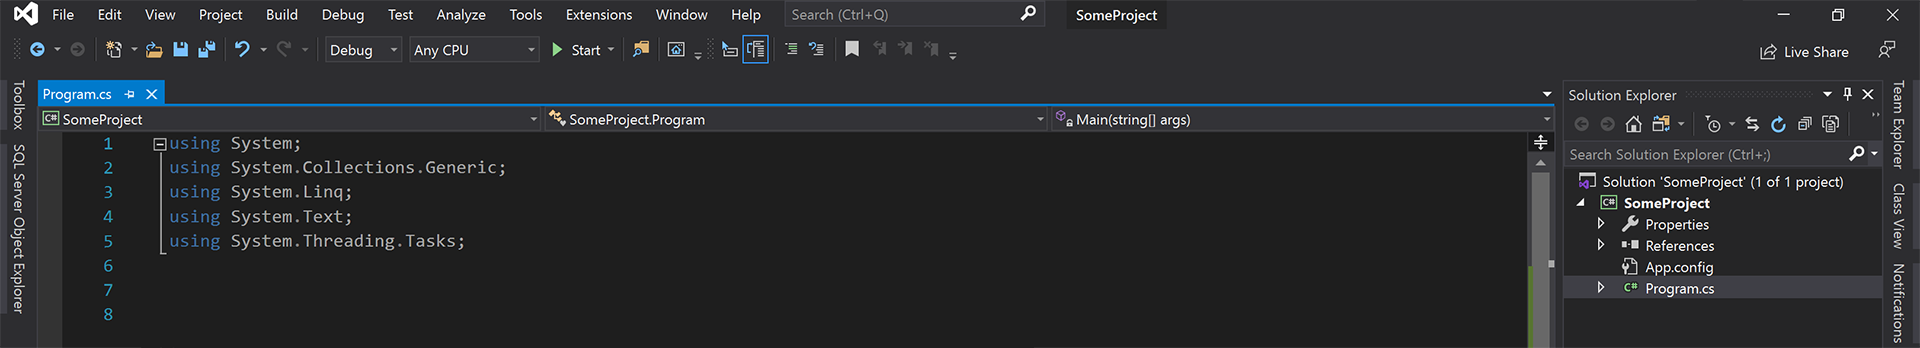 File Edit View Project Build Debug Test Analyze Tools Extensions Window Help Search (Ctrl+Q) SomeProject
Debug Any CPU Start Live Share
Toolbox
SQL Server Object Explorer
Program.cs
SomeProject SomeProject.Program Main(string[] args)
1 using System;
2 using System.Collections.Generic;
3 using System.Linq;
4 using System.Text;
5 using System.Threading.Tasks;
6
7
8
Solution Explorer
Search Solution Explorer (Ctrl+;)
Solution 'SomeProject' (1 of 1 project)
C# SomeProject
Properties
References
App.config
C# Program.cs
Team Explorer
Class View
Notifications